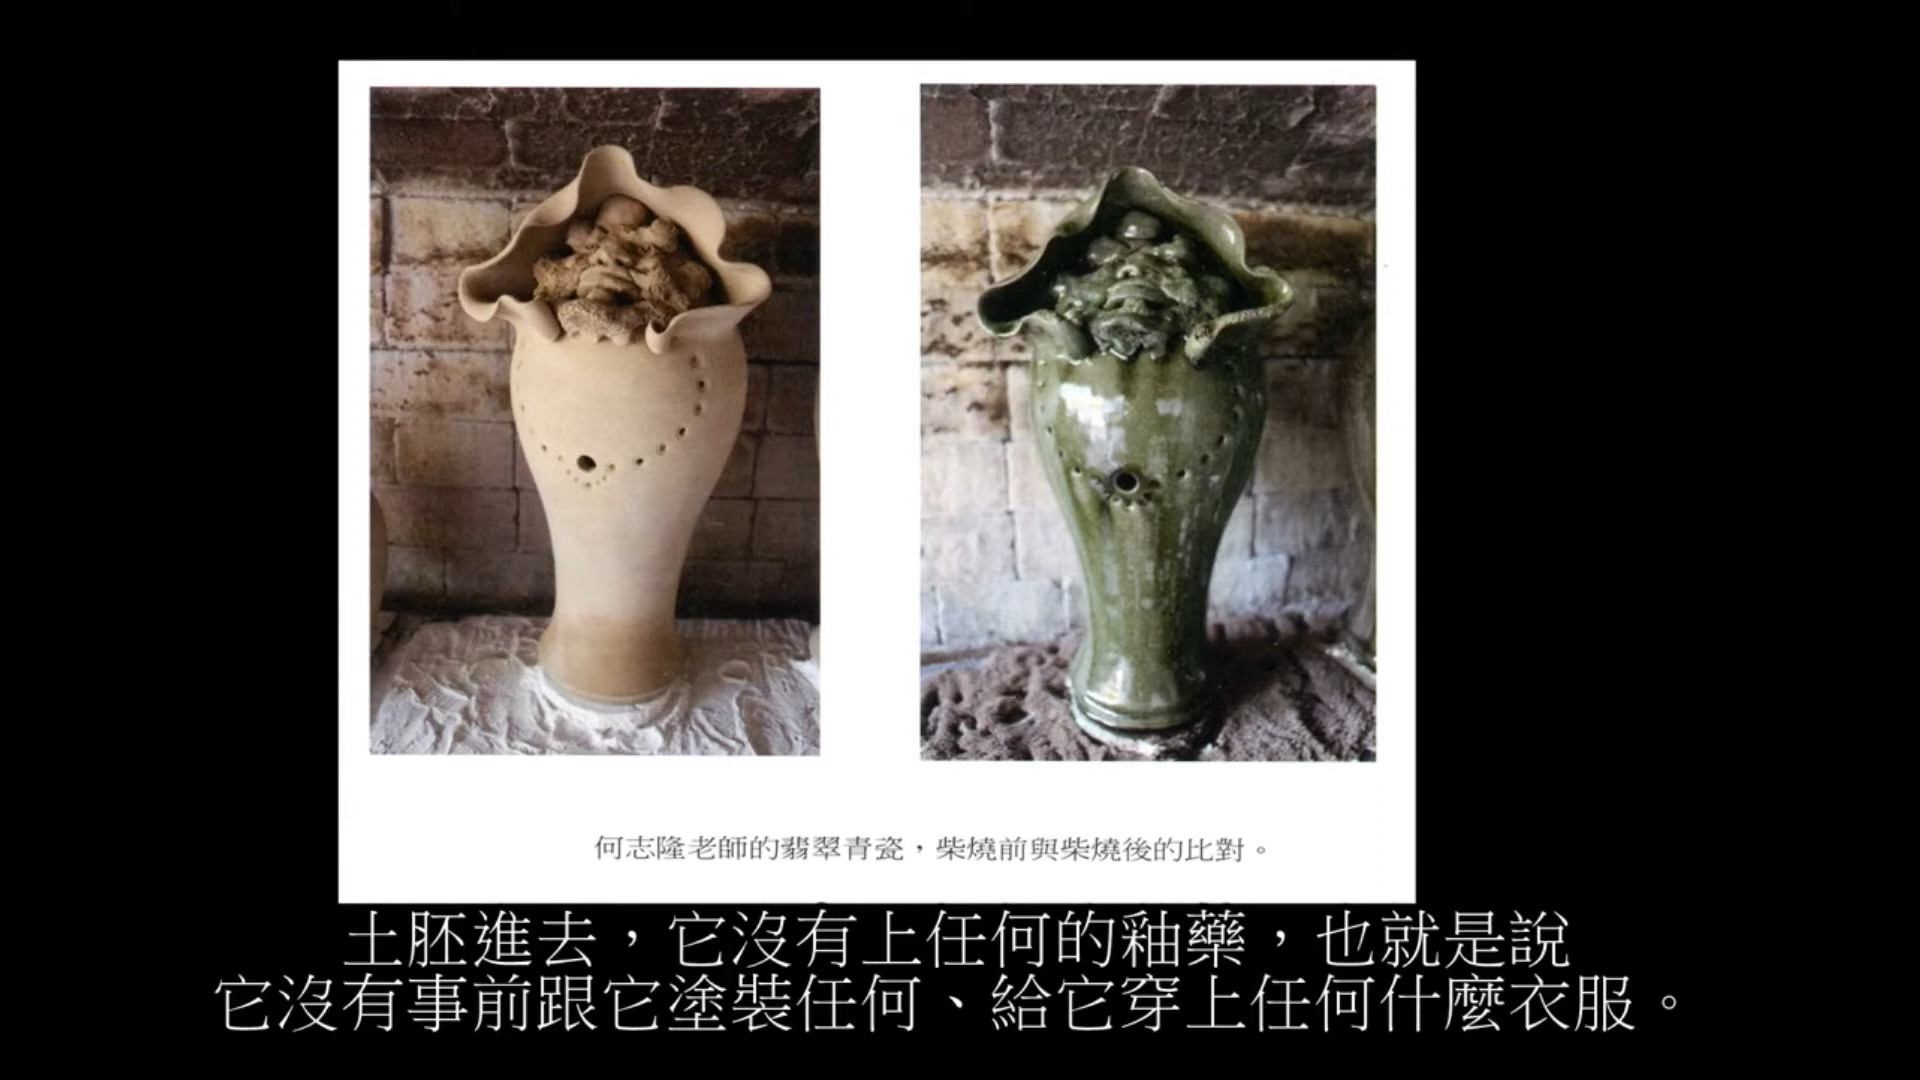 何志隆老師的翡翠青瓷，柴燒前與柴燒後的比對。
土胚進去，它沒有上任何的釉藥，也就是說
它沒有事前跟它塗裝任何、給它穿上任何什麼衣服。